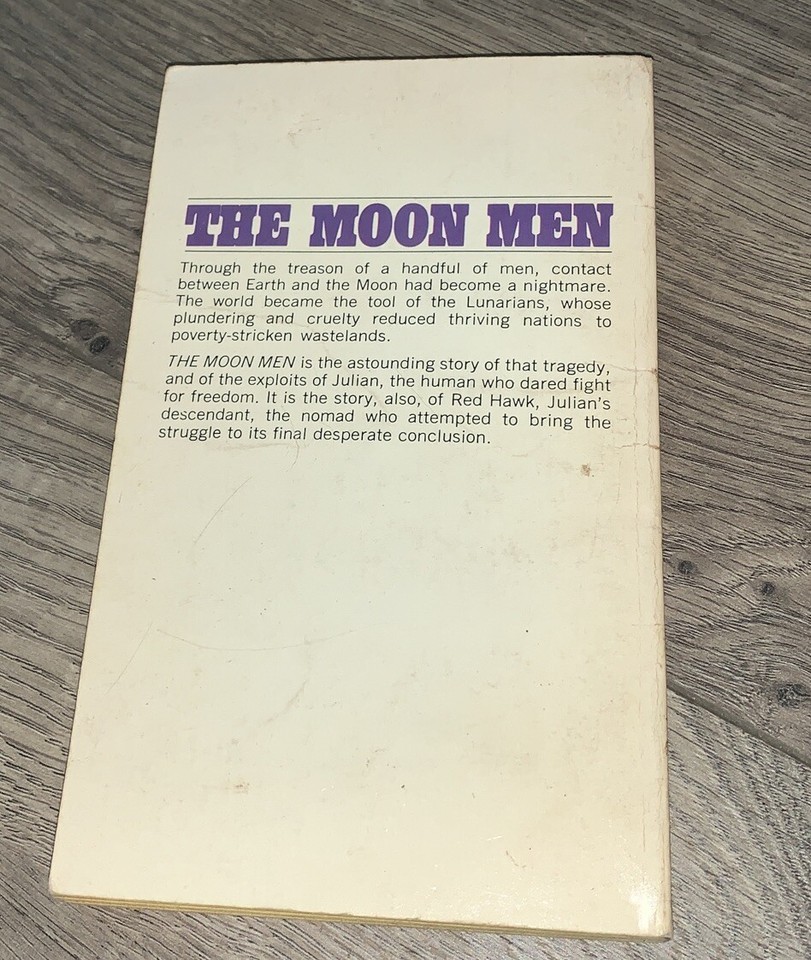 THE MOON MEN
Through the treason of a handful of men, contact
between Earth and the Moon had become a nightmare.
The world became the tool of the Lunarians, whose
plundering and cruelty reduced thriving nations to
poverty-stricken wastelands.
THE MOON MEN is the astounding story of that tragedy,
and of the exploits of Julian, the human who dared fight
for freedom. It is the story, also, of Red Hawk, Julian's
descendant, the nomad who attempted to bring the
struggle to its final desperate conclusion.